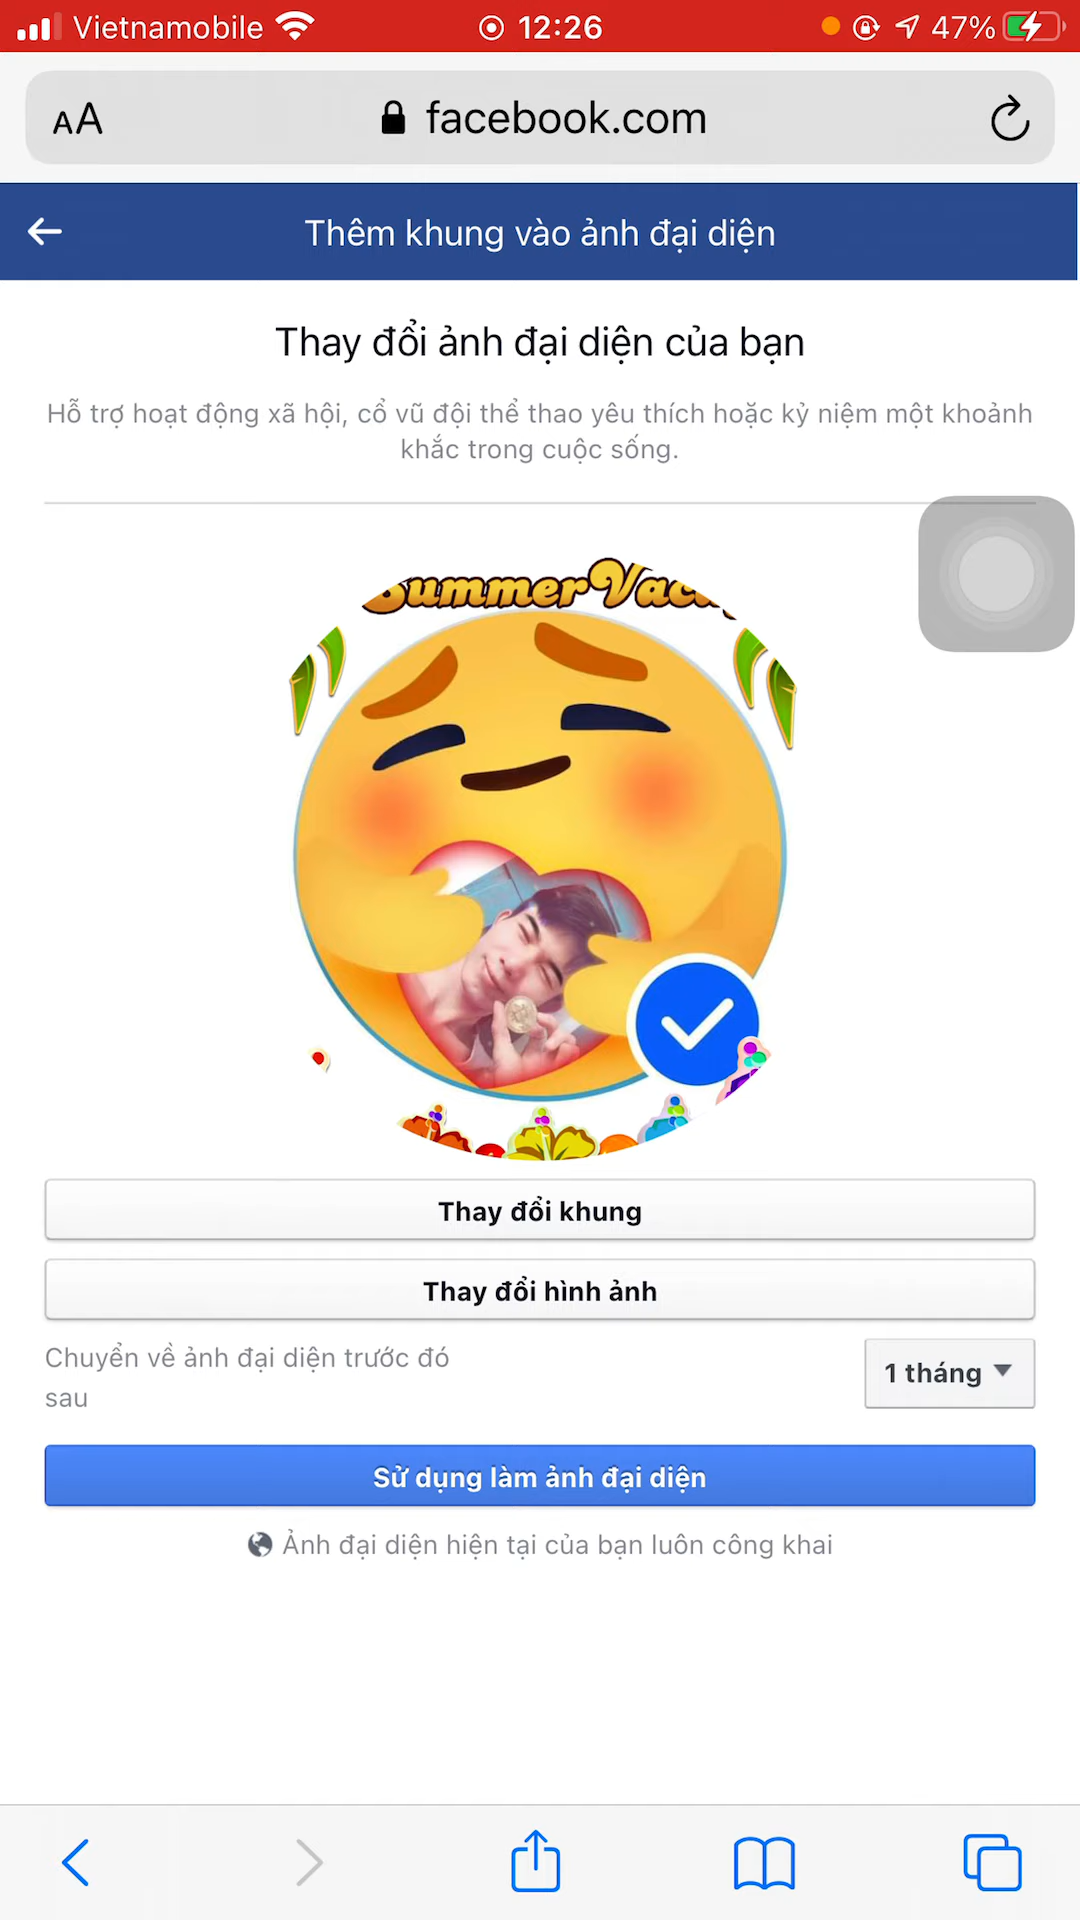 Vietnamobile 12:26 47%
AA facebook.com
Thêm khung vào ảnh đại diện
Thay đổi ảnh đại diện của bạn
Hỗ trợ hoạt động xã hội, cổ vũ đội thể thao yêu thích hoặc kỷ niệm một khoảnh
khắc trong cuộc sống.
Summer Vac
Thay đổi khung
Thay đổi hình ảnh
Chuyển về ảnh đại diện trước đó
sau
1 tháng
Sử dụng làm ảnh đại diện
Ảnh đại diện hiện tại của bạn luôn công khai